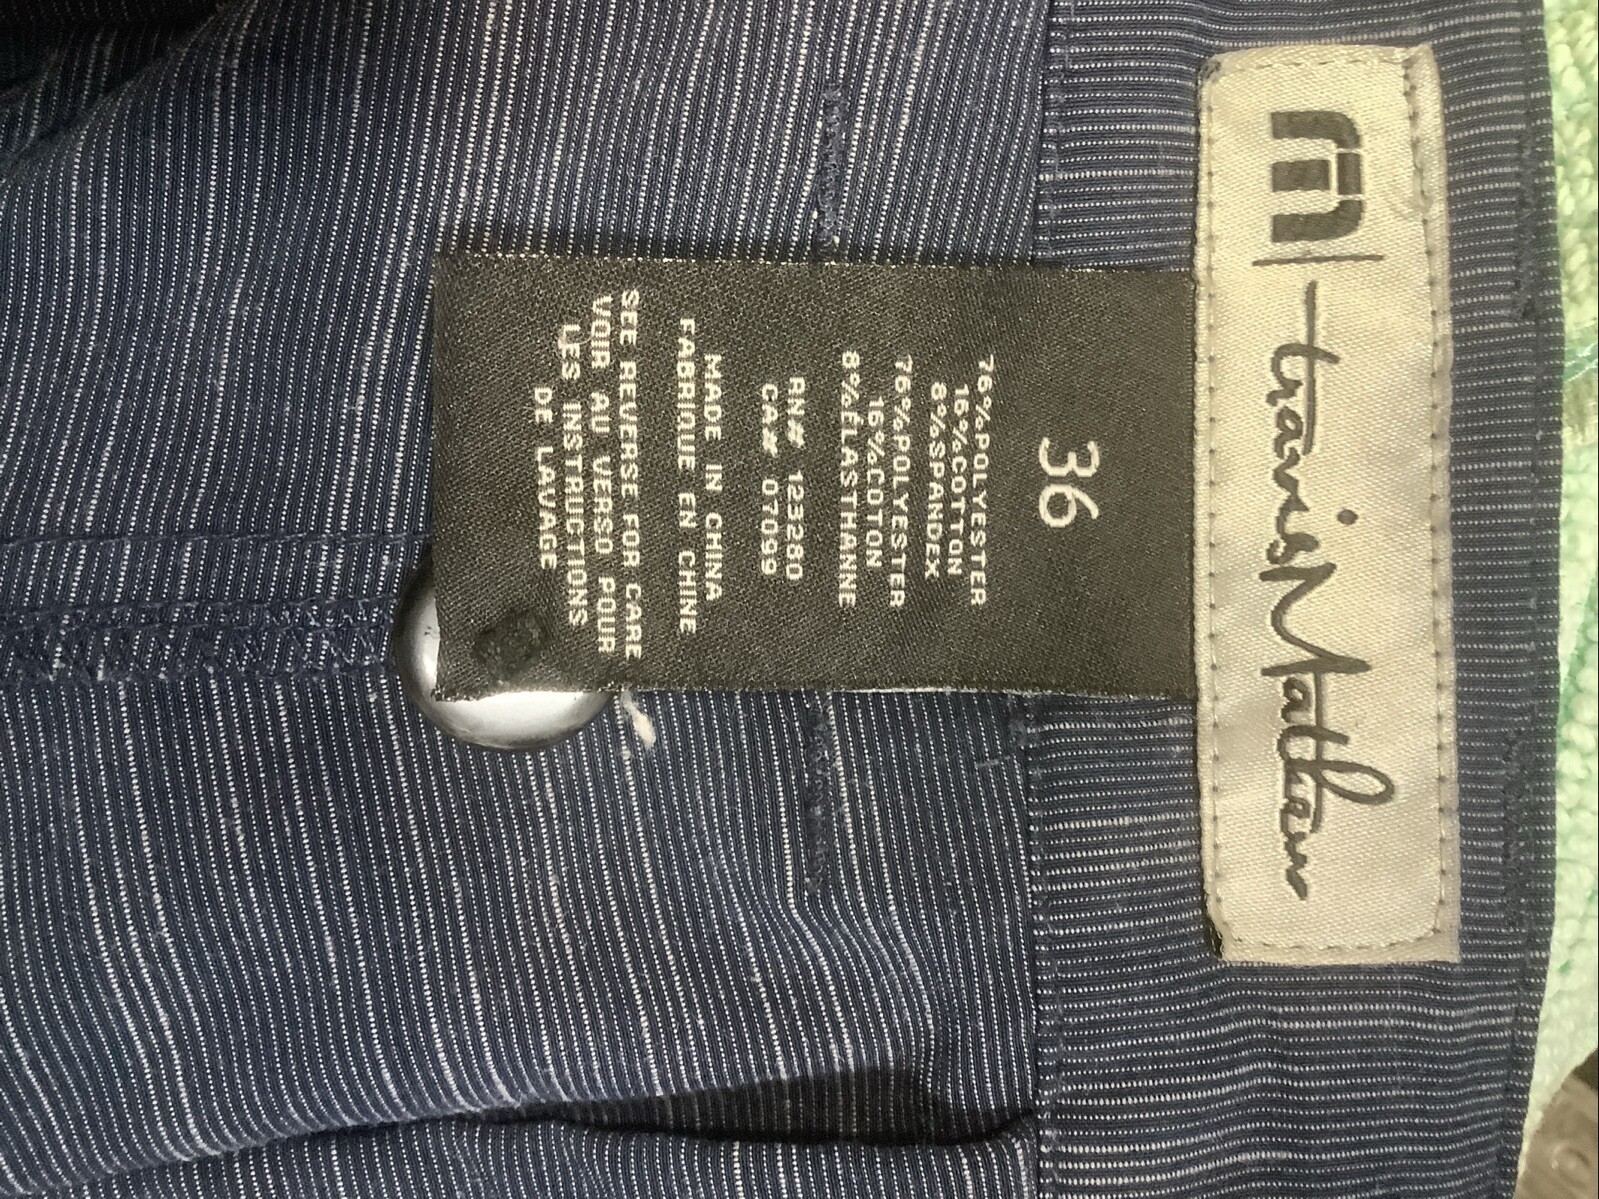 travisMathew
36
76%POLYESTER
16%COTTON
8%SPANDEX
76%POLYESTER
16%COTON
8%ÉLASTHANNE
RN# 123280
CA# 07099
MADE IN CHINA
FABRIQUE EN CHINE
SEE REVERSE FOR CARE
VOIR AU VERSO POUR
LES INSTRUCTIONS
DE LAVAGE